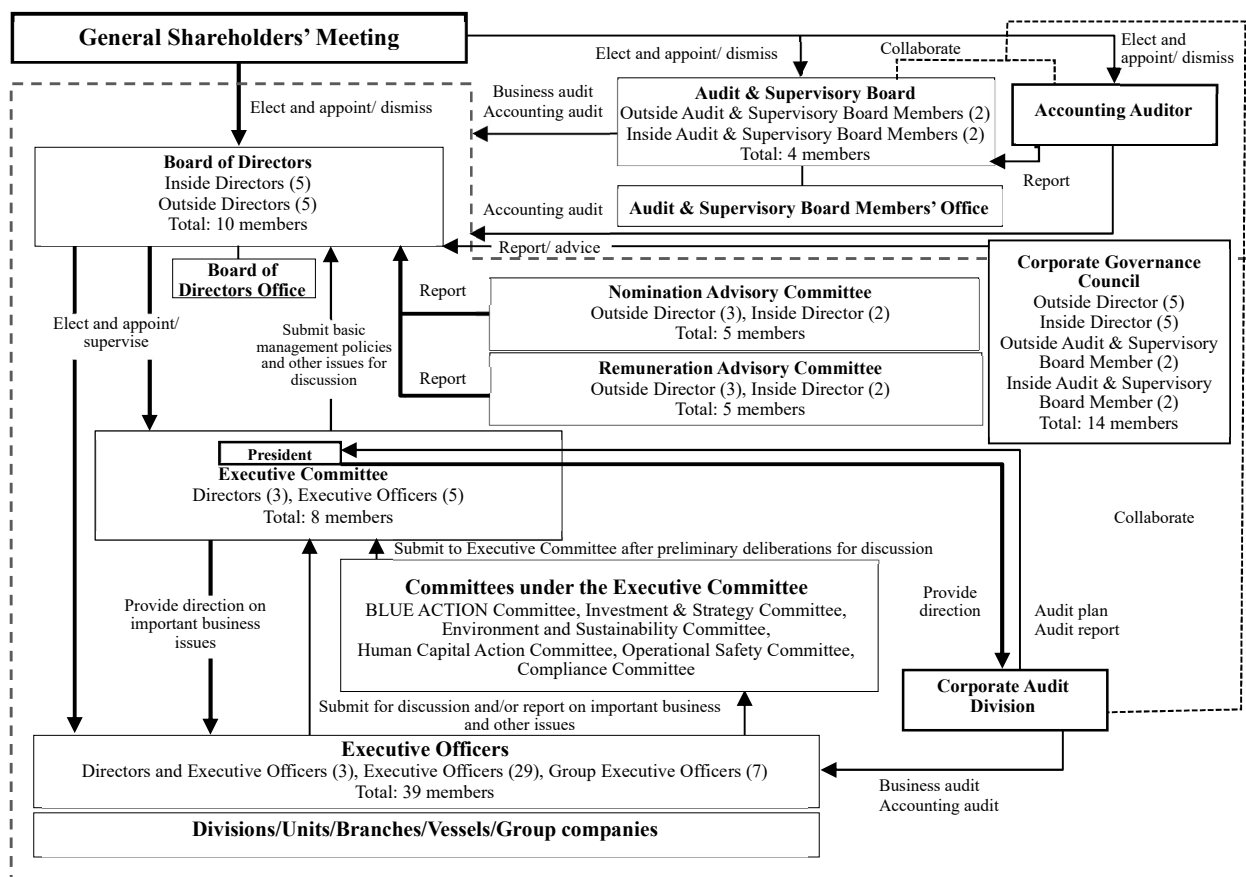 General Shareholders’ Meeting
Elect and appoint/ dismiss
Collaborate
Elect and
appoint/ dismiss
Elect and appoint/ dismiss
Business audit
Accounting audit
Audit & Supervisory Board
Outside Audit & Supervisory Board Members (2)
Inside Audit & Supervisory Board Members (2)
Total: 4 members
Accounting Auditor
Board of Directors
Inside Directors (5)
Outside Directors (5)
Total: 10 members
Report
Accounting audit
Audit & Supervisory Board Members’ Office
Report/ advice
Board of
Directors Office
Corporate Governance
Council
Outside Director (5)
Inside Director (5)
Outside Audit & Supervisory
Board Member (2)
Inside Audit & Supervisory
Board Member (2)
Total: 14 members
Report
Nomination Advisory Committee
Outside Director (3), Inside Director (2)
Total: 5 members
Elect and appoint/
supervise
Submit basic
management policies
and other issues for
discussion
Report
Remuneration Advisory Committee
Outside Director (3), Inside Director (2)
Total: 5 members
President
Executive Committee
Directors (3), Executive Officers (5)
Total: 8 members
Collaborate
Submit to Executive Committee after preliminary deliberations for discussion
Committees under the Executive Committee
BLUE ACTION Committee, Investment & Strategy Committee,
Environment and Sustainability Committee,
Human Capital Action Committee, Operational Safety Committee,
Compliance Committee
Provide direction on
important business
issues
Provide
direction
Audit plan
Audit report
Corporate Audit
Division
Submit for discussion and/or report on important business
and other issues
Executive Officers
Directors and Executive Officers (3), Executive Officers (29), Group Executive Officers (7)
Total: 39 members
Business audit
Accounting audit
Divisions/Units/Branches/Vessels/Group companies